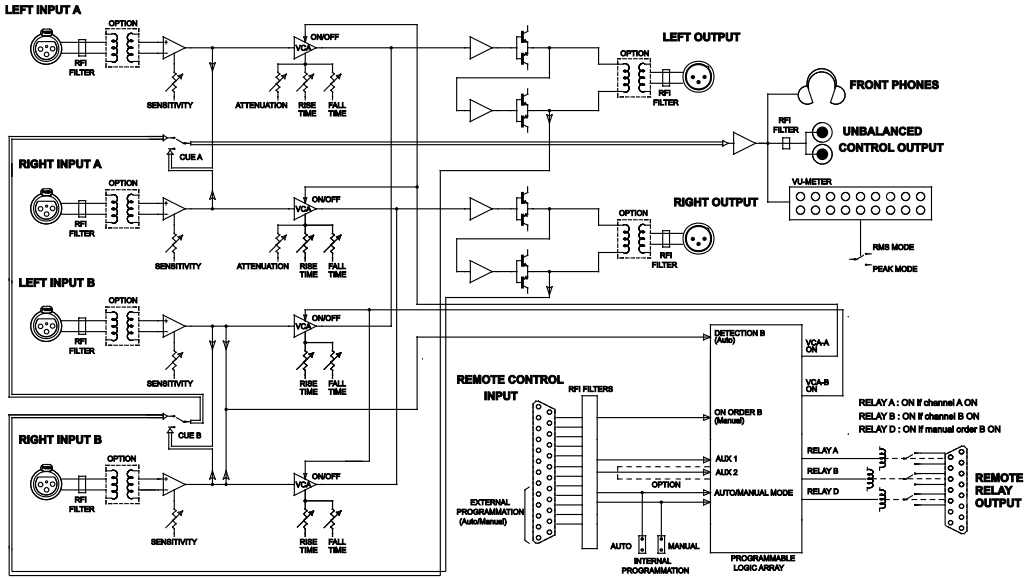 LEFT INPUT A
OPTION
RFI
FILTER
SENSITIVITY
VCA
ON/OFF
ATTENUATION
RISE
TIME
FALL
TIME
OPTION
RFI
FILTER
LEFT OUTPUT
FRONT PHONES
RFI
FILTER
UNBALANCED
CONTROL OUTPUT
VU-METER
RMS MODE
PEAK MODE
CUE A
RIGHT INPUT A
OPTION
RFI
FILTER
SENSITIVITY
VCA
ON/OFF
ATTENUATION
RISE
TIME
FALL
TIME
OPTION
RFI
FILTER
RIGHT OUTPUT
LEFT INPUT B
OPTION
RFI
FILTER
SENSITIVITY
VCA
ON/OFF
RISE
TIME
FALL
TIME
CUE B
RIGHT INPUT B
OPTION
RFI
FILTER
SENSITIVITY
VCA
ON/OFF
RISE
TIME
FALL
TIME
REMOTE CONTROL
INPUT
RFI FILTERS
EXTERNAL
PROGRAMMATION
(Auto/Manual)
OPTION
AUTO
MANUAL
INTERNAL
PROGRAMMATION
DETECTION B
(Auto)
ON ORDER B
(Manual)
AUX 1
AUX 2
AUTO/MANUAL MODE
VCA-A
ON
VCA-B
ON
PROGRAMMABLE
LOGIC ARRAY
RELAY A : ON if channel A ON
RELAY B : ON if channel B ON
RELAY D : ON if manual order B ON
RELAY A
RELAY B
RELAY D
REMOTE
RELAY
OUTPUT